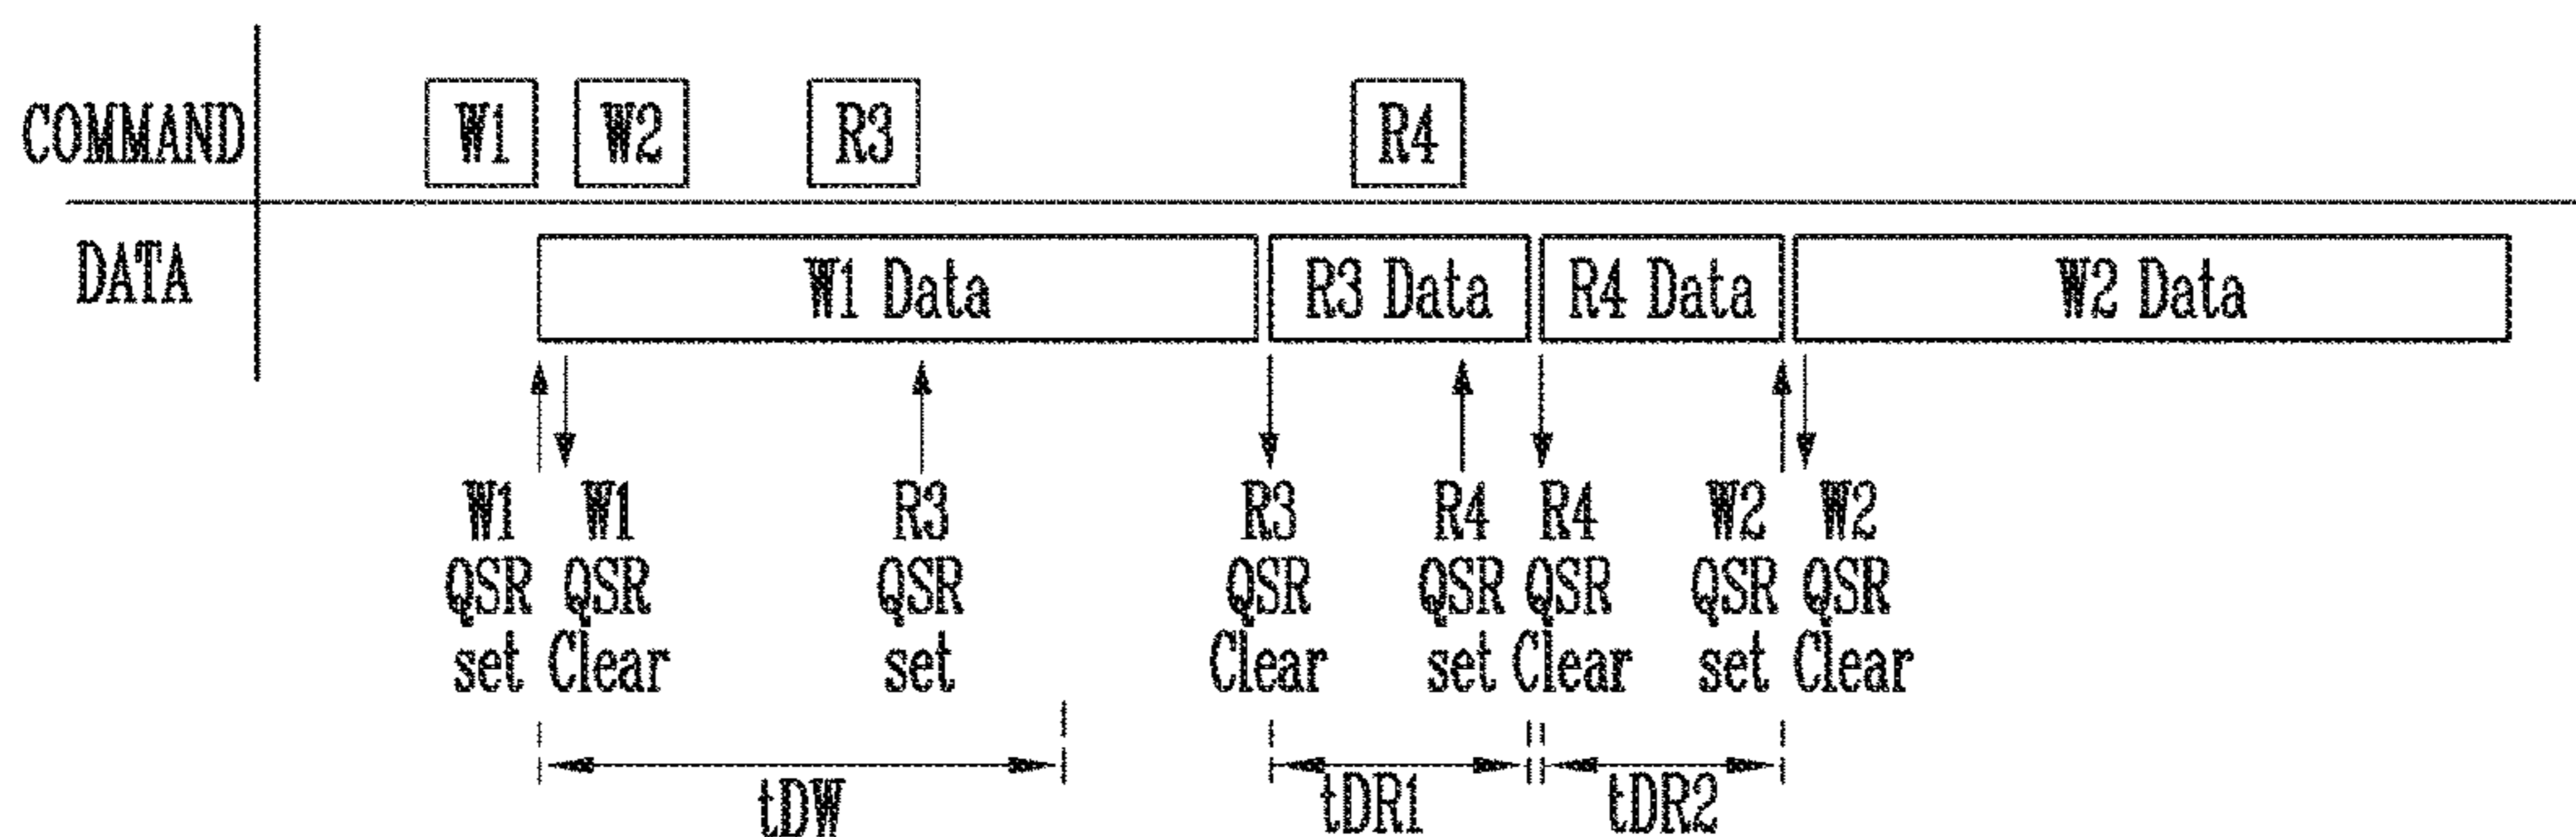 COMMAND W1 W2 R3 R4
DATA W1 Data R3 Data R4 Data W2 Data
W1 W1 R3 R3 R4 R4 W2 W2
QSR QSR QSR QSR QSR QSR QSR QSR
set Clear set Clear set Clear set Clear
tDW tDR1 tDR2